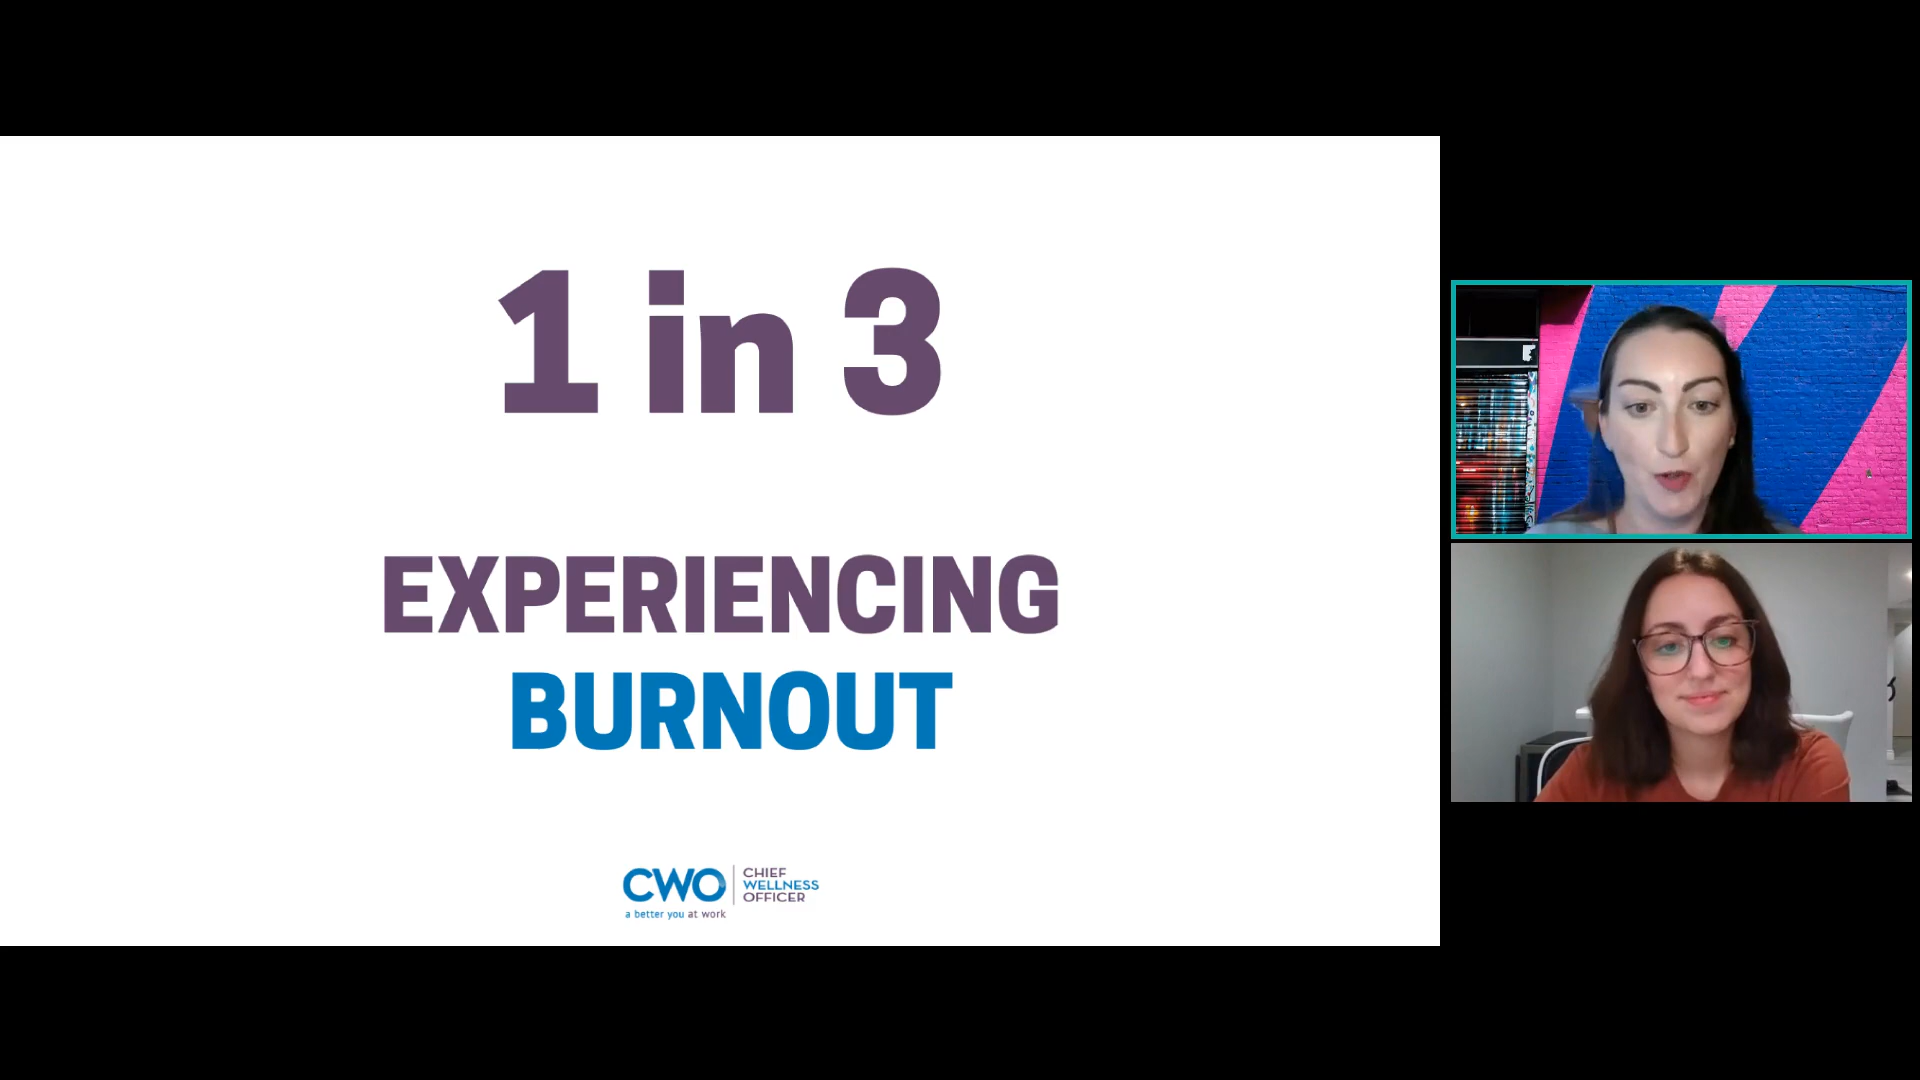 1 in 3
EXPERIENCING
BURNOUT
CWO
CHIEF
WELLNESS
OFFICER
a better you at work